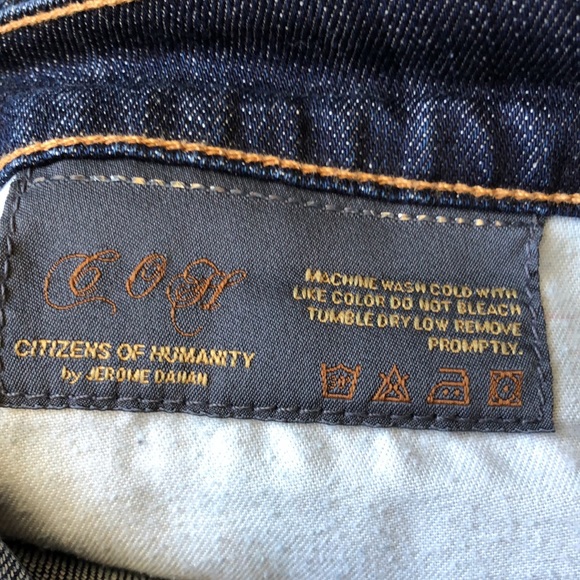 C O H
CITIZENS OF HUMANITY
by JEROME DAHAN
MACHINE WASH COLD WITH
LIKE COLOR DO NOT BLEACH
TUMBLE DRY LOW REMOVE
PROMPTLY.